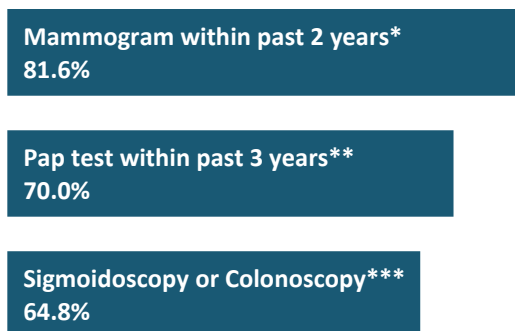 Mammogram within past 2 years*
81.6%
Pap test within past 3 years**
70.0%
Sigmoidoscopy or Colonoscopy***
64.8%